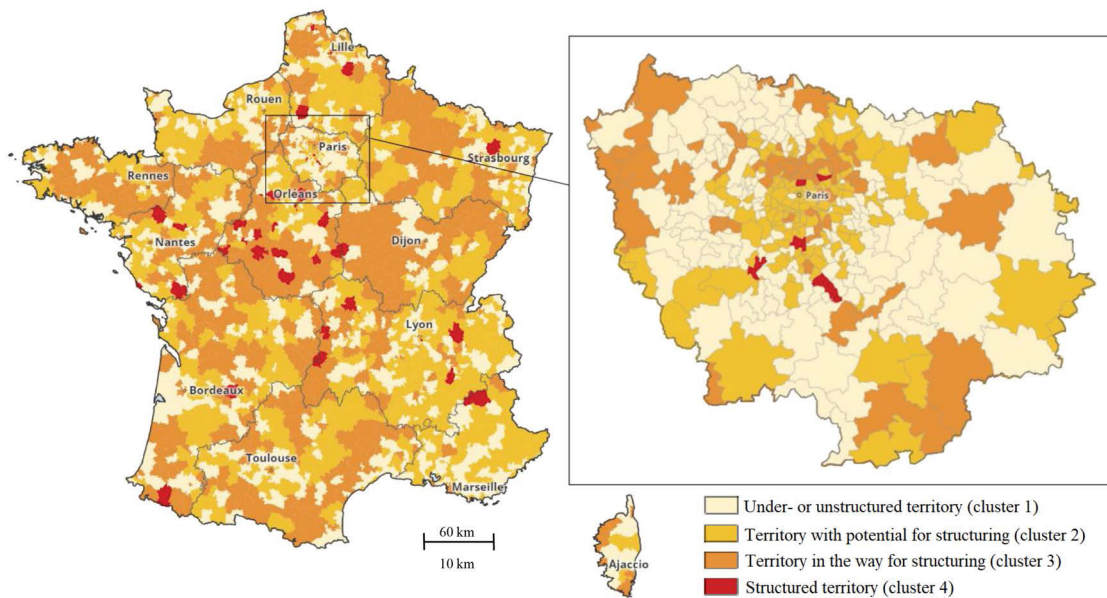 Lille
Rouen
Paris
Strasbourg
Rennes
Orleans
Nantes
Dijon
Lyon
Bordeaux
Toulouse
Marseille
60 km
10 km
Paris
Ajaccio
Under- or unstructured territory (cluster 1)
Territory with potential for structuring (cluster 2)
Territory in the way for structuring (cluster 3)
Structured territory (cluster 4)